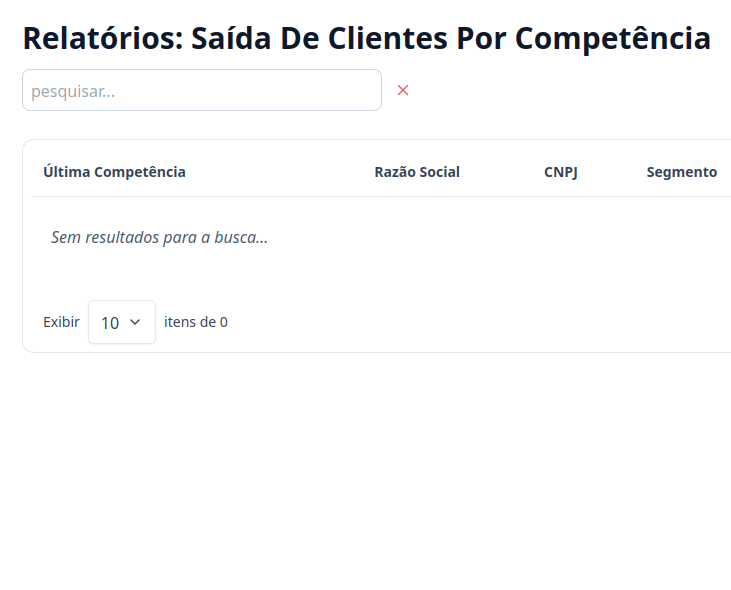 Relatórios: Saída De Clientes Por Competência
pesquisar...
Última Competência Razão Social CNPJ Segmento
Sem resultados para a busca...
Exibir 10 itens de 0